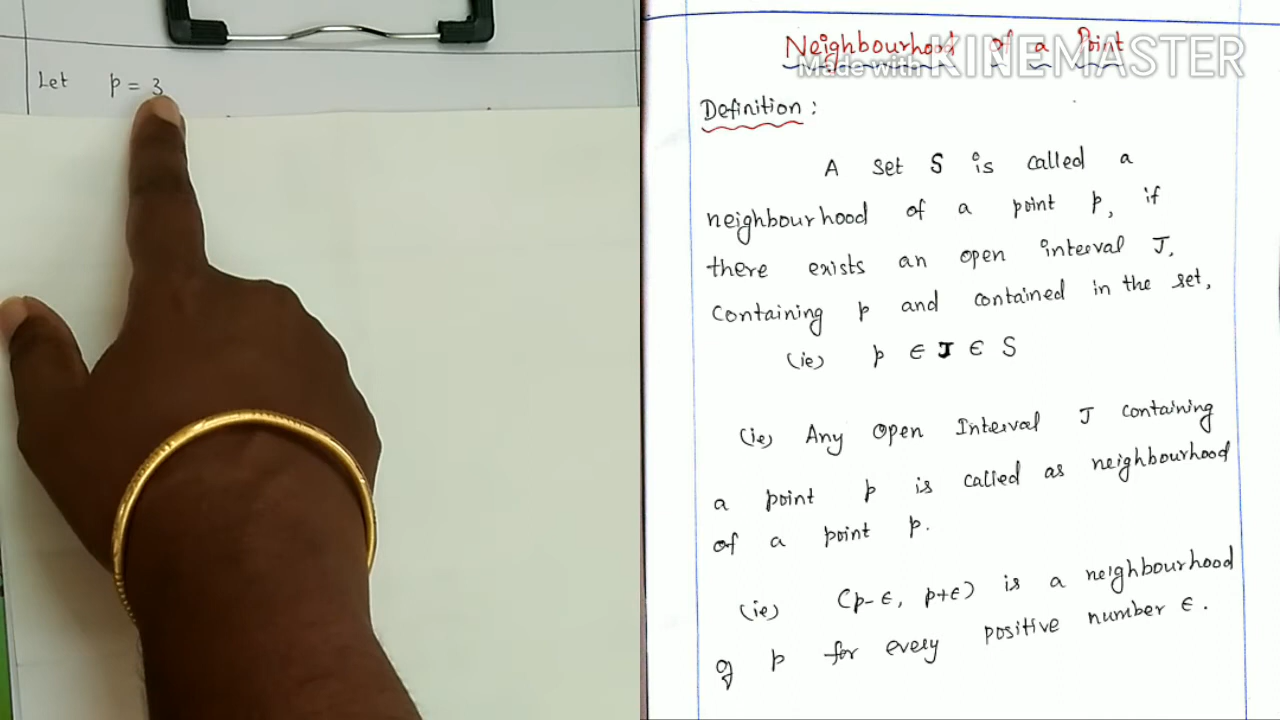 Let p = 3
Neighbourhood of a Point
Made with KINEMASTER
Definition :
A set S is called a
neighbourhood of a point p, if
there exists an open interval J,
containing p and contained in the set,
(ie) p ∈ J ∈ S
(ie) Any Open Interval J containing
a point p is called as neighbourhood
of a point p.
(ie) (p-ϵ, p+ϵ) is a neighbourhood
of p for every positive number ϵ.